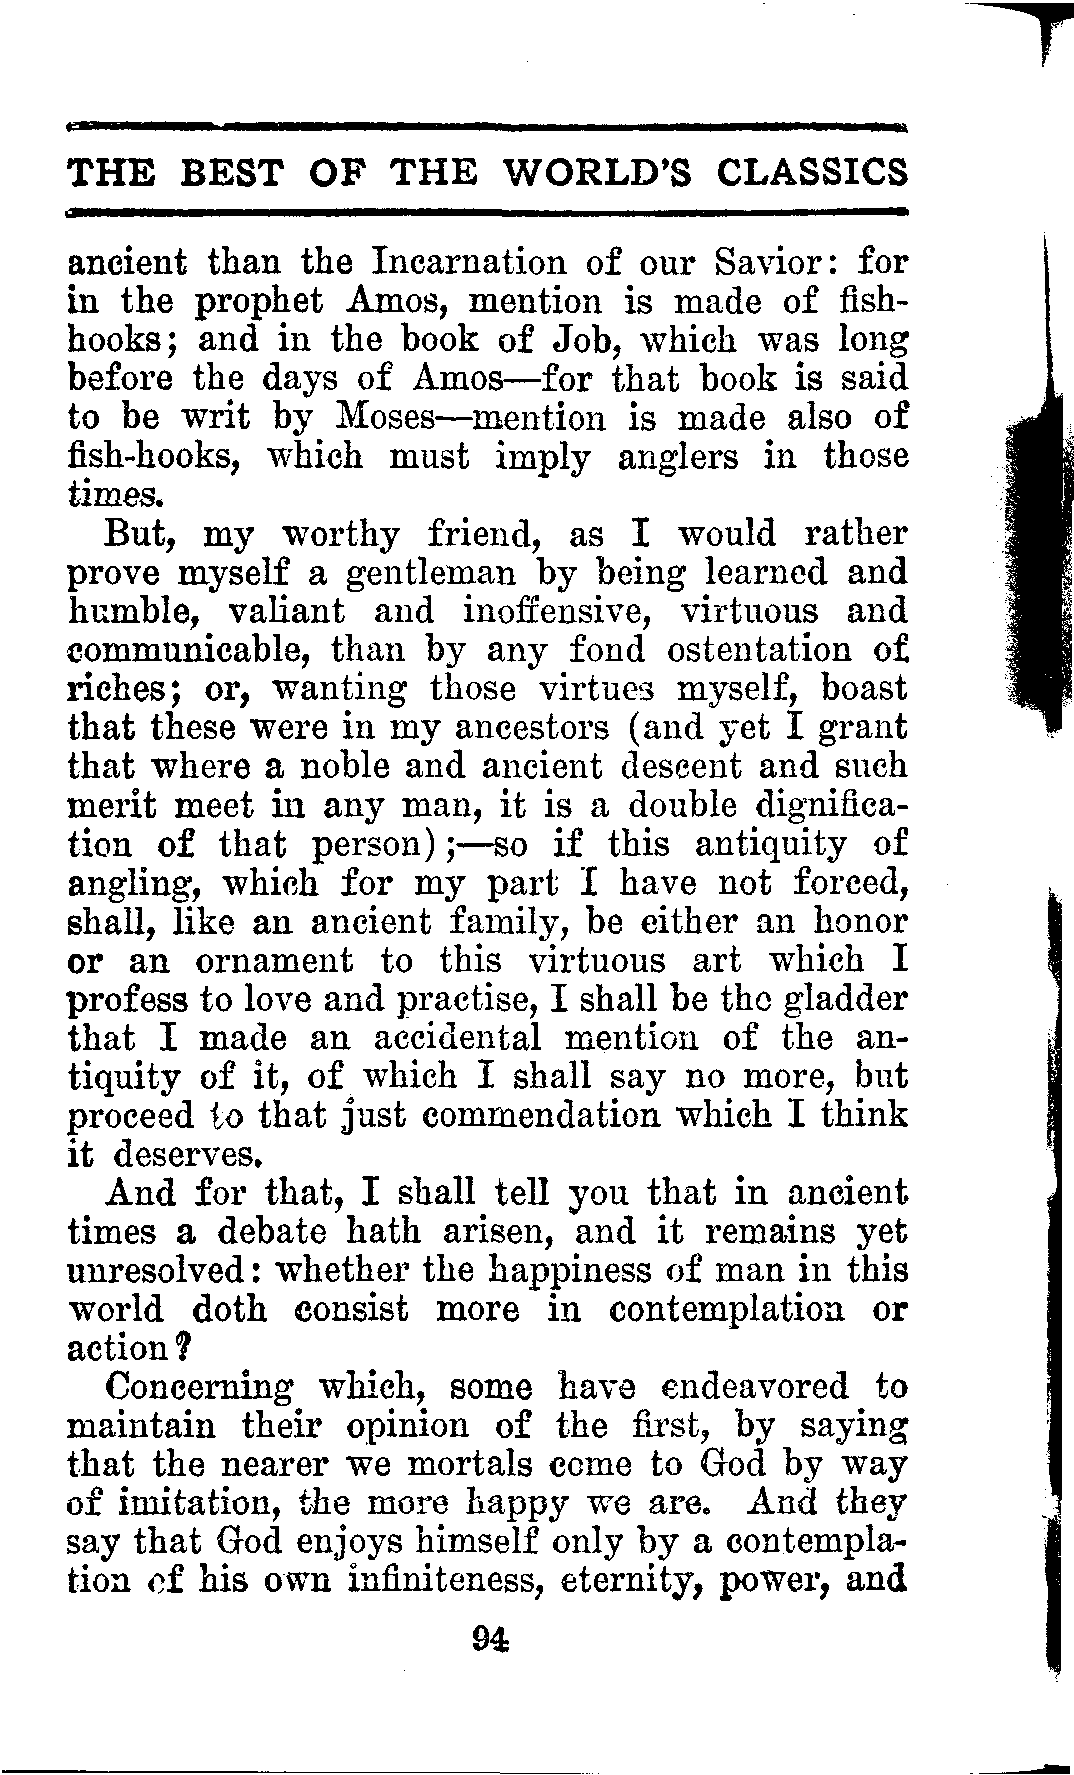 THE BEST OF THE WORLD'S CLASSICS
ancient than the Incarnation of our Savior: for
in the prophet Amos, mention is made of fish-
hooks; and in the book of Job, which was long
before the days of Amos—for that book is said
to be writ by Moses—mention is made also of
fish-hooks, which must imply anglers in those
times.
But, my worthy friend, as I would rather
prove myself a gentleman by being learned and
humble, valiant and inoffensive, virtuous and
communicable, than by any fond ostentation of
riches; or, wanting those virtues myself, boast
that these were in my ancestors (and yet I grant
that where a noble and ancient descent and such
merit meet in any man, it is a double dignifica-
tion of that person);—so if this antiquity of
angling, which for my part I have not forced,
shall, like an ancient family, be either an honor
or an ornament to this virtuous art which I
profess to love and practise, I shall be the gladder
that I made an accidental mention of the an-
tiquity of it, of which I shall say no more, but
proceed to that just commendation which I think
it deserves.
And for that, I shall tell you that in ancient
times a debate hath arisen, and it remains yet
unresolved: whether the happiness of man in this
world doth consist more in contemplation or
action?
Concerning which, some have endeavored to
maintain their opinion of the first, by saying
that the nearer we mortals come to God by way
of imitation, the more happy we are. And they
say that God enjoys himself only by a contempla-
tion of his own infiniteness, eternity, power, and
94